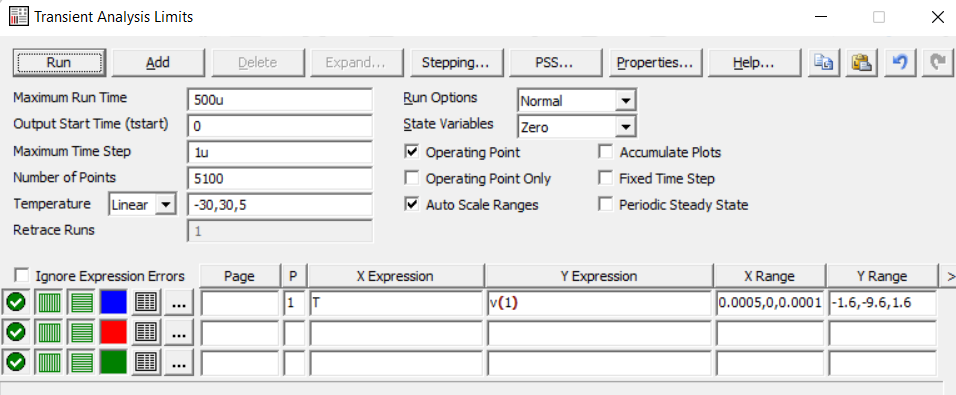 Transient Analysis Limits
Run Add Delete Expand... Stepping... PSS... Properties... Help...
Maximum Run Time 500u Run Options Normal
Output Start Time (tstart) 0 State Variables Zero
Maximum Time Step 1u Operating Point Accumulate Plots
Number of Points 5100 Operating Point Only Fixed Time Step
Temperature Linear -30,30,5 Auto Scale Ranges Periodic Steady State
Retrace Runs 1
Ignore Expression Errors Page P X Expression Y Expression X Range Y Range >
... 1 T v(1) 0.0005,0,0.0001 -1.6,-9.6,1.6
...
...